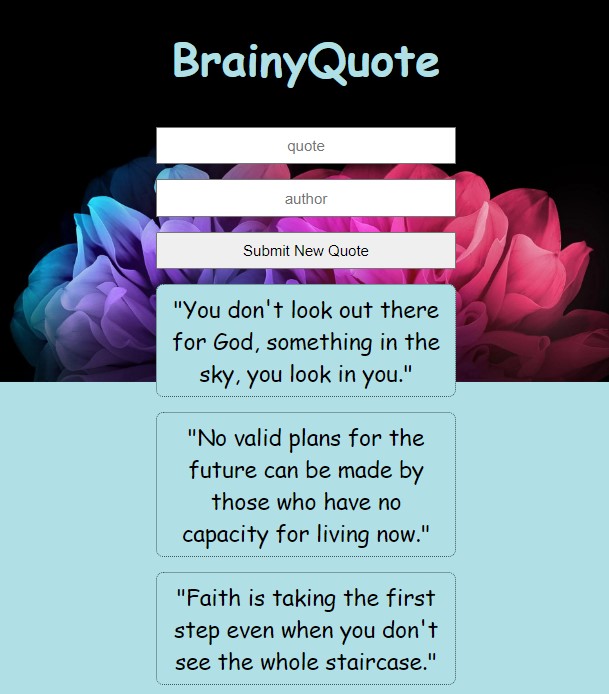 BrainyQuote
quote
author
Submit New Quote
"You don't look out there
for God, something in the
sky, you look in you."
"No valid plans for the
future can be made by
those who have no
capacity for living now."
"Faith is taking the first
step even when you don't
see the whole staircase."